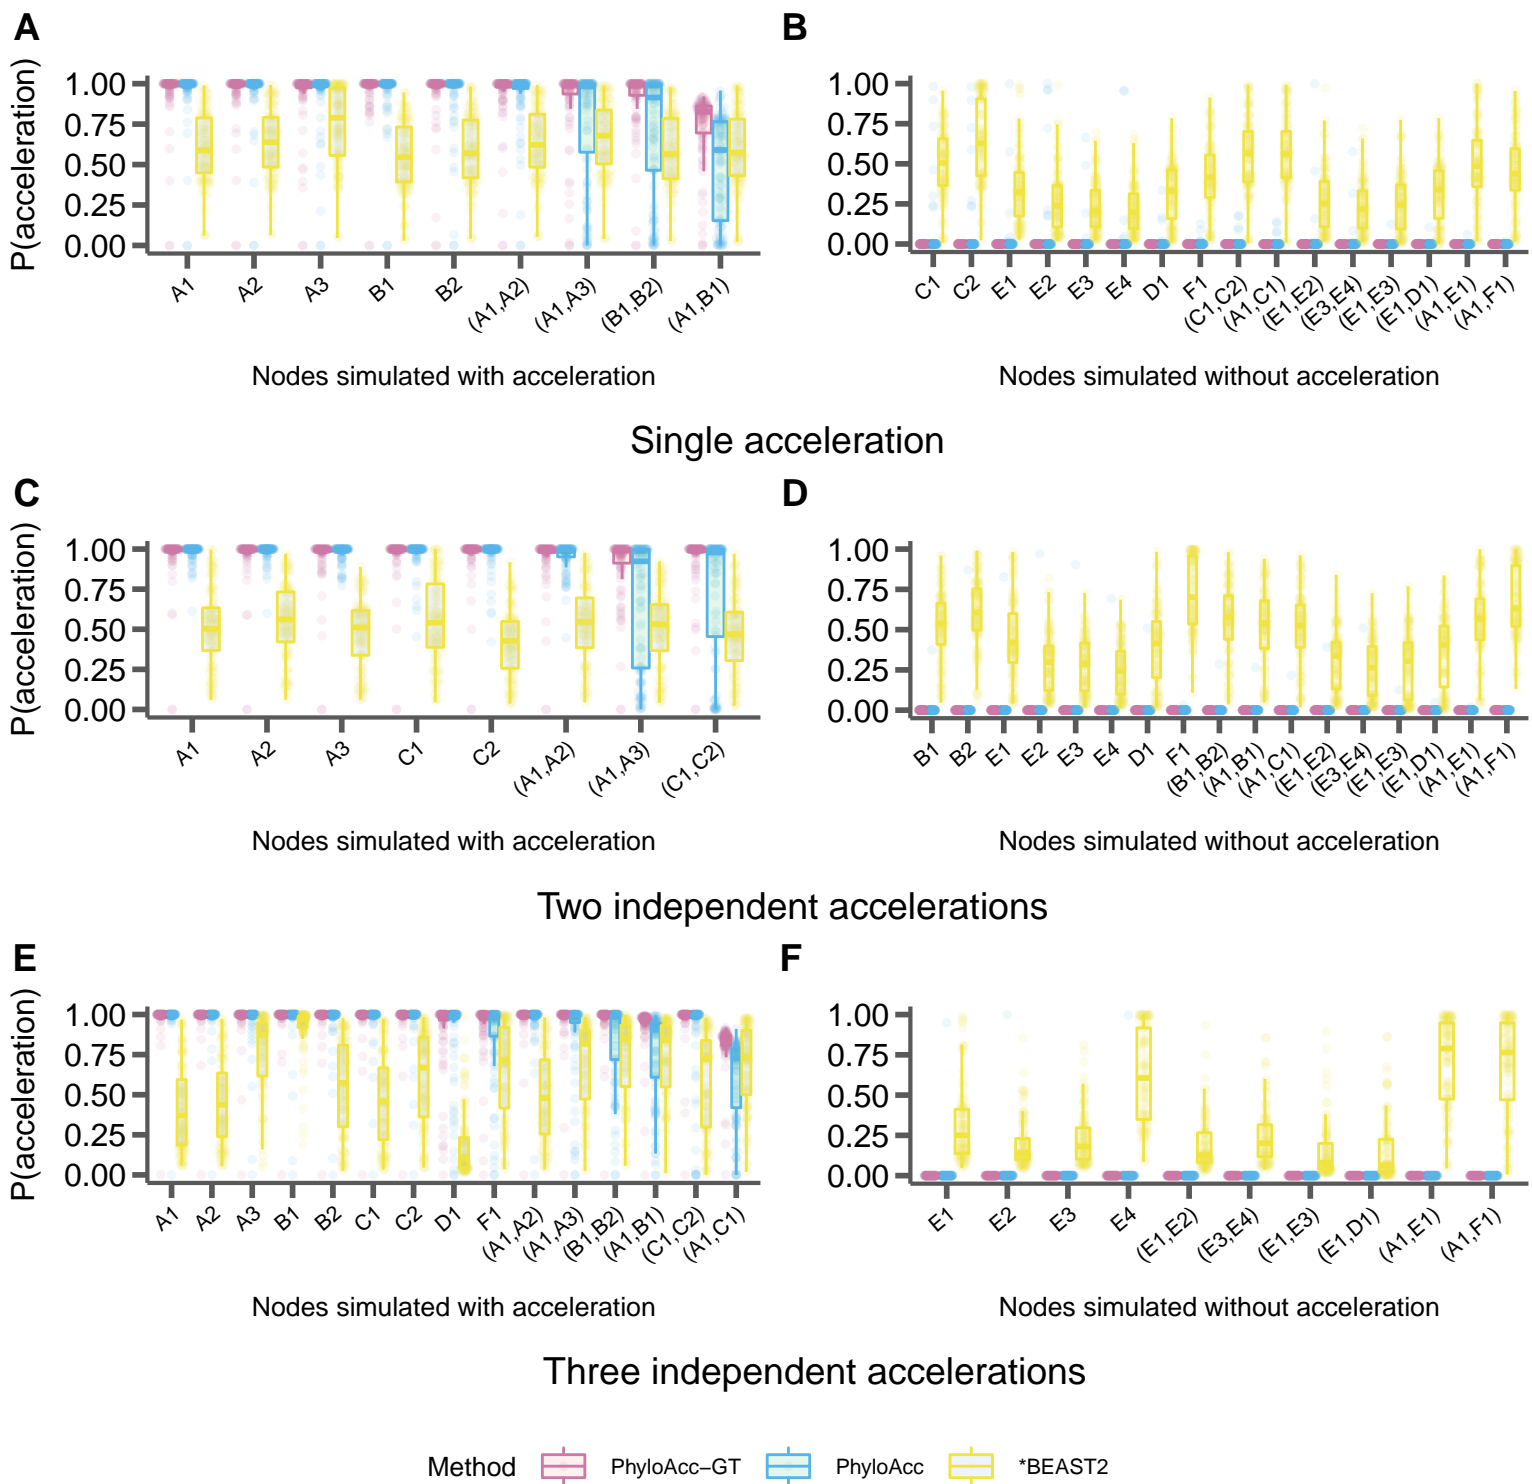 A
B
P(acceleration)
1.00
0.75
0.50
0.25
0.00
A1 A2 A3 B1 B2 (A1,A2) (A1,A3) (B1,B2) (A1,B1)
Nodes simulated with acceleration
1.00
0.75
0.50
0.25
0.00
C1 C2 E1 E2 E3 E4 D1 F1 (C1,C2) (A1,C1) (E1,E2) (E3,E4) (E1,E3) (E1,D1) (A1,E1) (A1,F1)
Nodes simulated without acceleration
Single acceleration
C
D
P(acceleration)
1.00
0.75
0.50
0.25
0.00
A1 A2 A3 C1 C2 (A1,A2) (A1,A3) (C1,C2)
Nodes simulated with acceleration
1.00
0.75
0.50
0.25
0.00
B1 B2 E1 E2 E3 E4 D1 F1 (B1,B2) (A1,B1) (A1,C1) (E1,E2) (E3,E4) (E1,E3) (E1,D1) (A1,E1) (A1,F1)
Nodes simulated without acceleration
Two independent accelerations
E
F
P(acceleration)
1.00
0.75
0.50
0.25
0.00
A1 A2 A3 B1 B2 C1 C2 D1 F1 (A1,A2) (A1,A3) (B1,B2) (A1,B1) (C1,C2) (A1,C1)
Nodes simulated with acceleration
1.00
0.75
0.50
0.25
0.00
E1 E2 E3 E4 (E1,E2) (E3,E4) (E1,E3) (E1,D1) (A1,E1) (A1,F1)
Nodes simulated without acceleration
Three independent accelerations
Method PhyloAcc−GT PhyloAcc *BEAST2